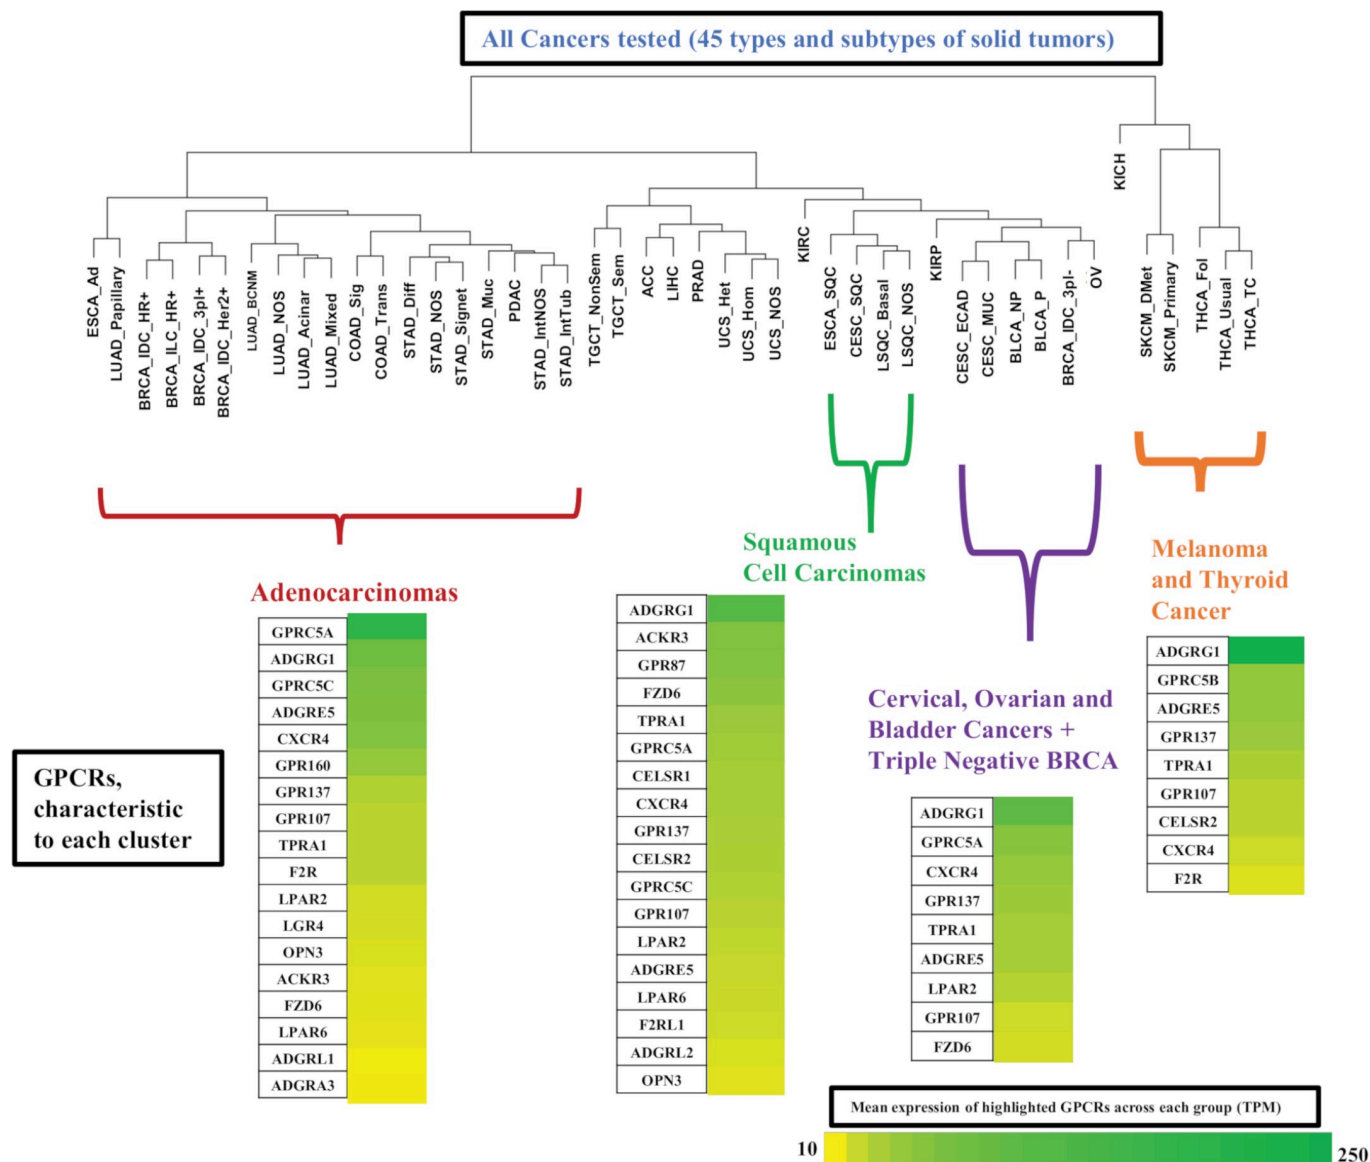 All Cancers tested (45 types and subtypes of solid tumors)
ESCA_Ad
LUAD_Papillary
BRCA_IDC_HR+
BRCA_ILC_HR+
BRCA_IDC_3pl+
BRCA_IDC_Her2+
LUAD_BCNM
LUAD_NOS
LUAD_Acinar
LUAD_Mixed
COAD_Sig
COAD_Trans
STAD_Diff
STAD_NOS
STAD_Signet
STAD_Muc
PDAC
STAD_IntNOS
STAD_IntTub
TGCT_NonSem
TGCT_Sem
ACC
LIHC
PRAD
UCS_Het
UCS_Hom
UCS_NOS
KIRC
ESCA_SQC
CESC_SQC
LSQC_Basal
LSQC_NOS
KIRP
CESC_ECAD
CESC_MUC
BLCA_NP
BLCA_P
BRCA_IDC_3pl-
OV
KICH
SKCM_DMet
SKCM_Primary
THCA_Fol
THCA_Usual
THCA_TC
Adenocarcinomas
GPRC5A
ADGRG1
GPRC5C
ADGRE5
CXCR4
GPR160
GPR137
GPR107
TPRA1
F2R
LPAR2
LGR4
OPN3
ACKR3
FZD6
LPAR6
ADGRL1
ADGRA3
Squamous
Cell Carcinomas
ADGRG1
ACKR3
GPR87
FZD6
TPRA1
GPRC5A
CELSR1
CXCR4
GPR137
CELSR2
GPRC5C
GPR107
LPAR2
ADGRE5
LPAR6
F2RL1
ADGRL2
OPN3
Cervical, Ovarian and
Bladder Cancers +
Triple Negative BRCA
ADGRG1
GPRC5A
CXCR4
GPR137
TPRA1
ADGRE5
LPAR2
GPR107
FZD6
Melanoma
and Thyroid
Cancer
ADGRG1
GPRC5B
ADGRE5
GPR137
TPRA1
GPR107
CELSR2
CXCR4
F2R
GPCRs,
characteristic
to each cluster
Mean expression of highlighted GPCRs across each group (TPM)
10
250